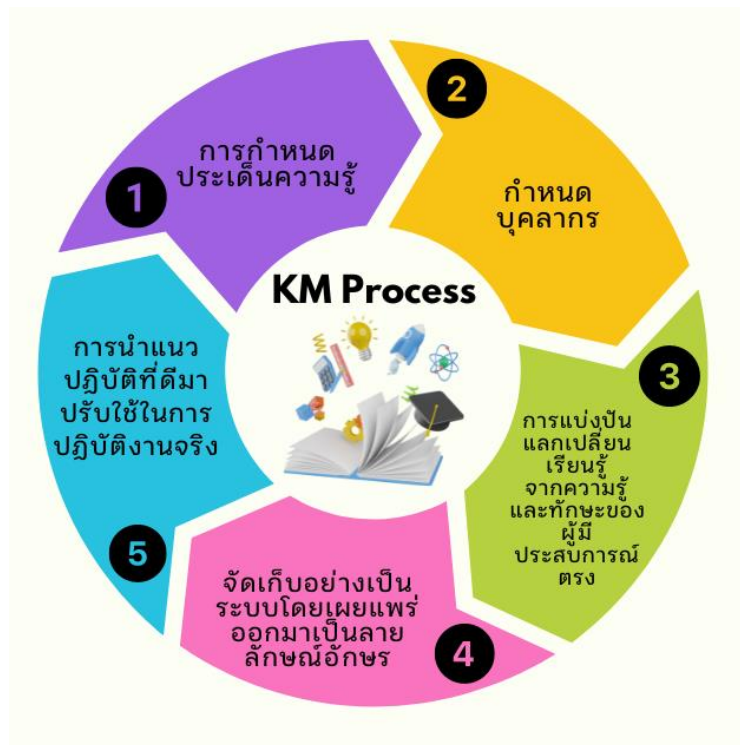 1
การกำหนด
ประเด็นความรู้
2
กำหนด
บุคลากร
KM Process
3
การแบ่งปัน
แลกเปลี่ยน
เรียนรู้
จากความรู้
และทักษะของ
ผู้มี
ประสบการณ์
ตรง
4
จัดเก็บอย่างเป็น
ระบบโดยเผยแพร่
ออกมาเป็นลาย
ลักษณ์อักษร
5
การนำแนว
ปฏิบัติที่ดีมา
ปรับใช้ในการ
ปฏิบัติงานจริง